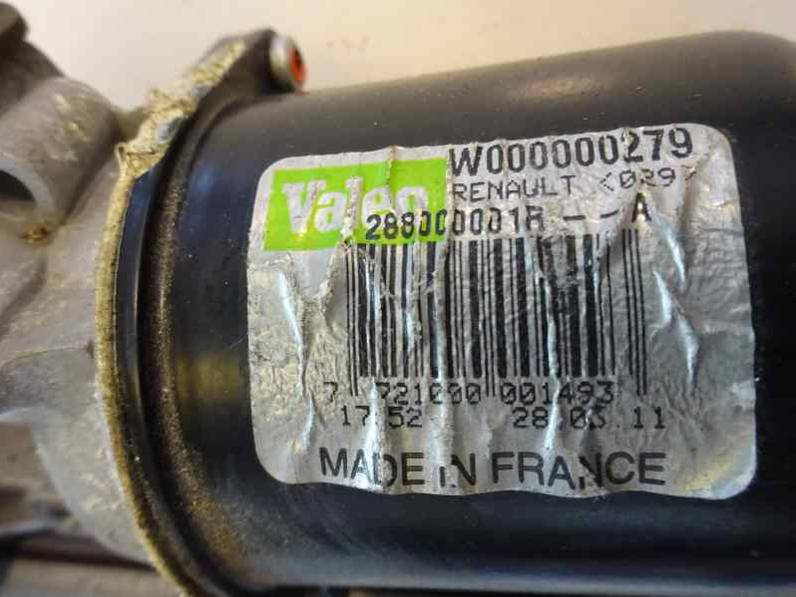 Valeo
W000000279
RENAULT <029>
288000001R -- A
7 721000 001493
17:52 28.03.11
MADE IN FRANCE